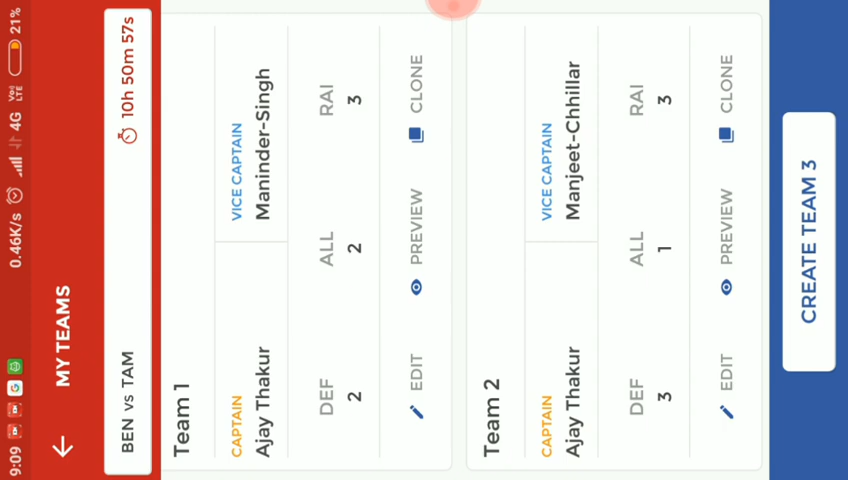 9:09 0.46K/s 4G Vo) LTE 21%
MY TEAMS
BEN vs TAM 10h 50m 57s
Team 1
CAPTAIN VICE CAPTAIN
Ajay Thakur Maninder-Singh
DEF ALL RAI
2 2 3
EDIT PREVIEW CLONE
Team 2
CAPTAIN VICE CAPTAIN
Ajay Thakur Manjeet-Chhillar
DEF ALL RAI
3 1 3
EDIT PREVIEW CLONE
CREATE TEAM 3